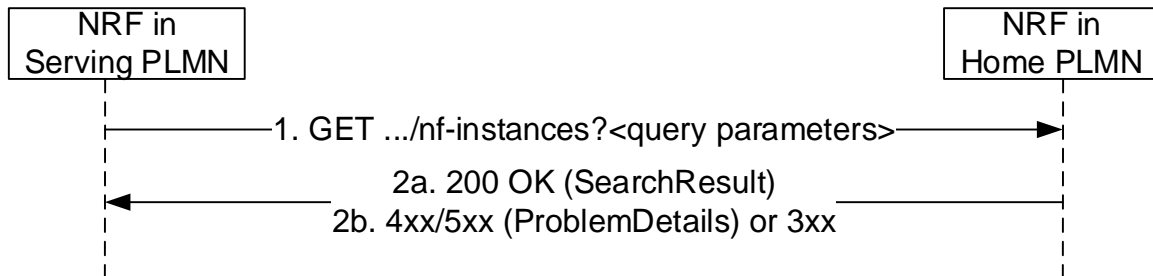 NRF in
Serving PLMN
NRF in
Home PLMN
1. GET .../nf-instances?<query parameters>
2a. 200 OK (SearchResult)
2b. 4xx/5xx (ProblemDetails) or 3xx